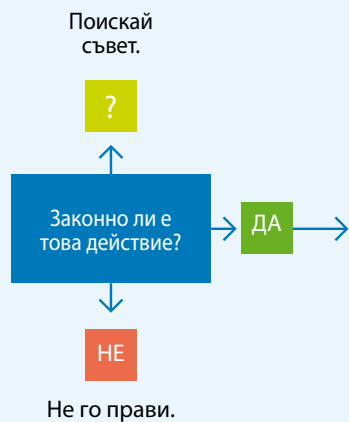 Поискай
съвет.
?
Законно ли е
това действие?
ДА
НЕ
Не го прави.